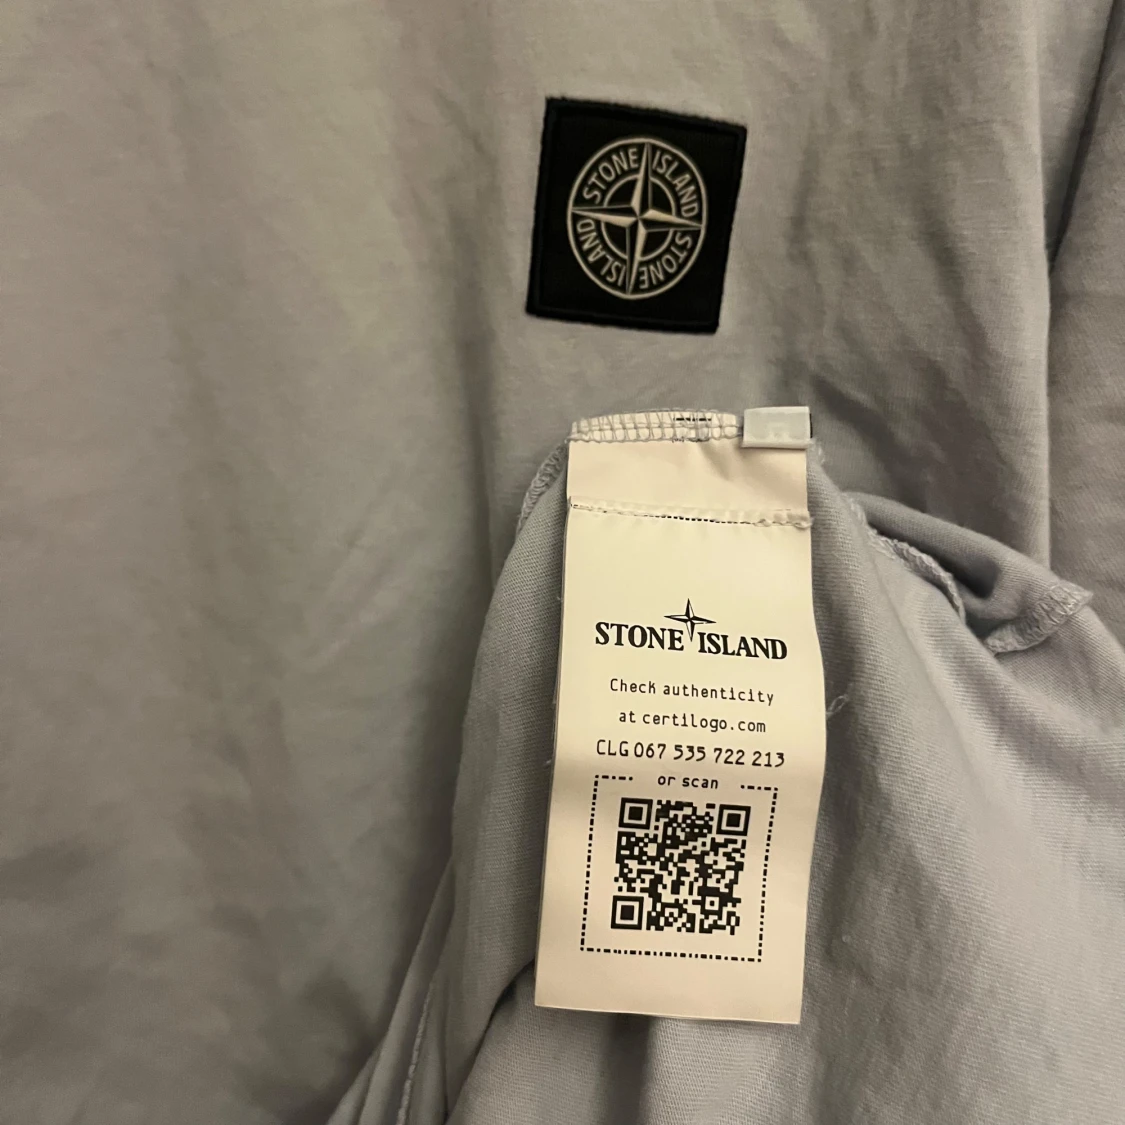 STONE ISLAND STONE ISLAND
STONE ISLAND
Check authenticity
at certilogo.com
CLG 067 535 722 213
or scan